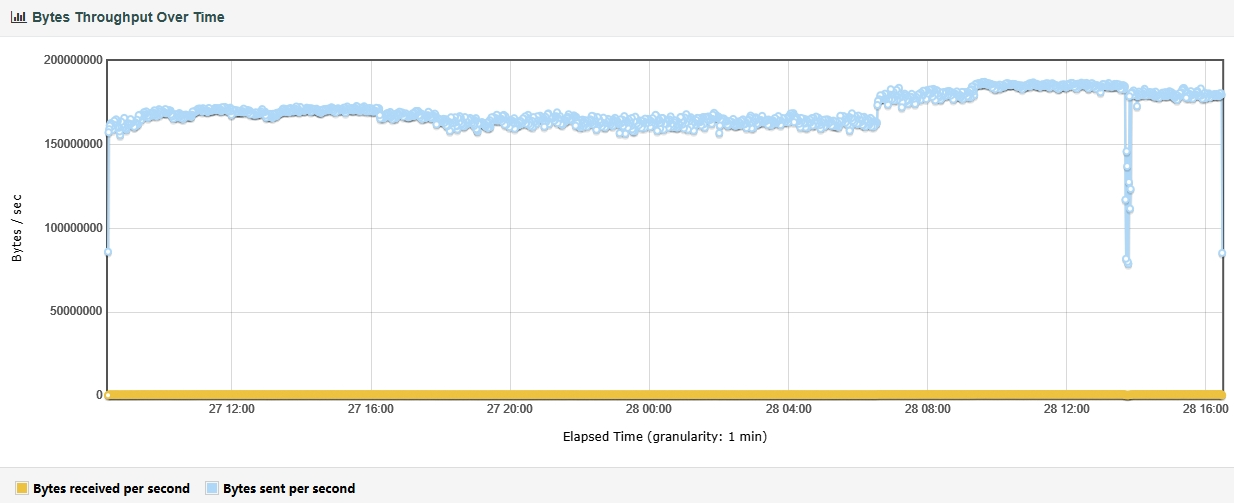 Bytes Throughput Over Time
200000000
150000000
100000000
50000000
0
Bytes / sec
27 12:00 27 16:00 27 20:00 28 00:00 28 04:00 28 08:00 28 12:00 28 16:00
Elapsed Time (granularity: 1 min)
Bytes received per second Bytes sent per second